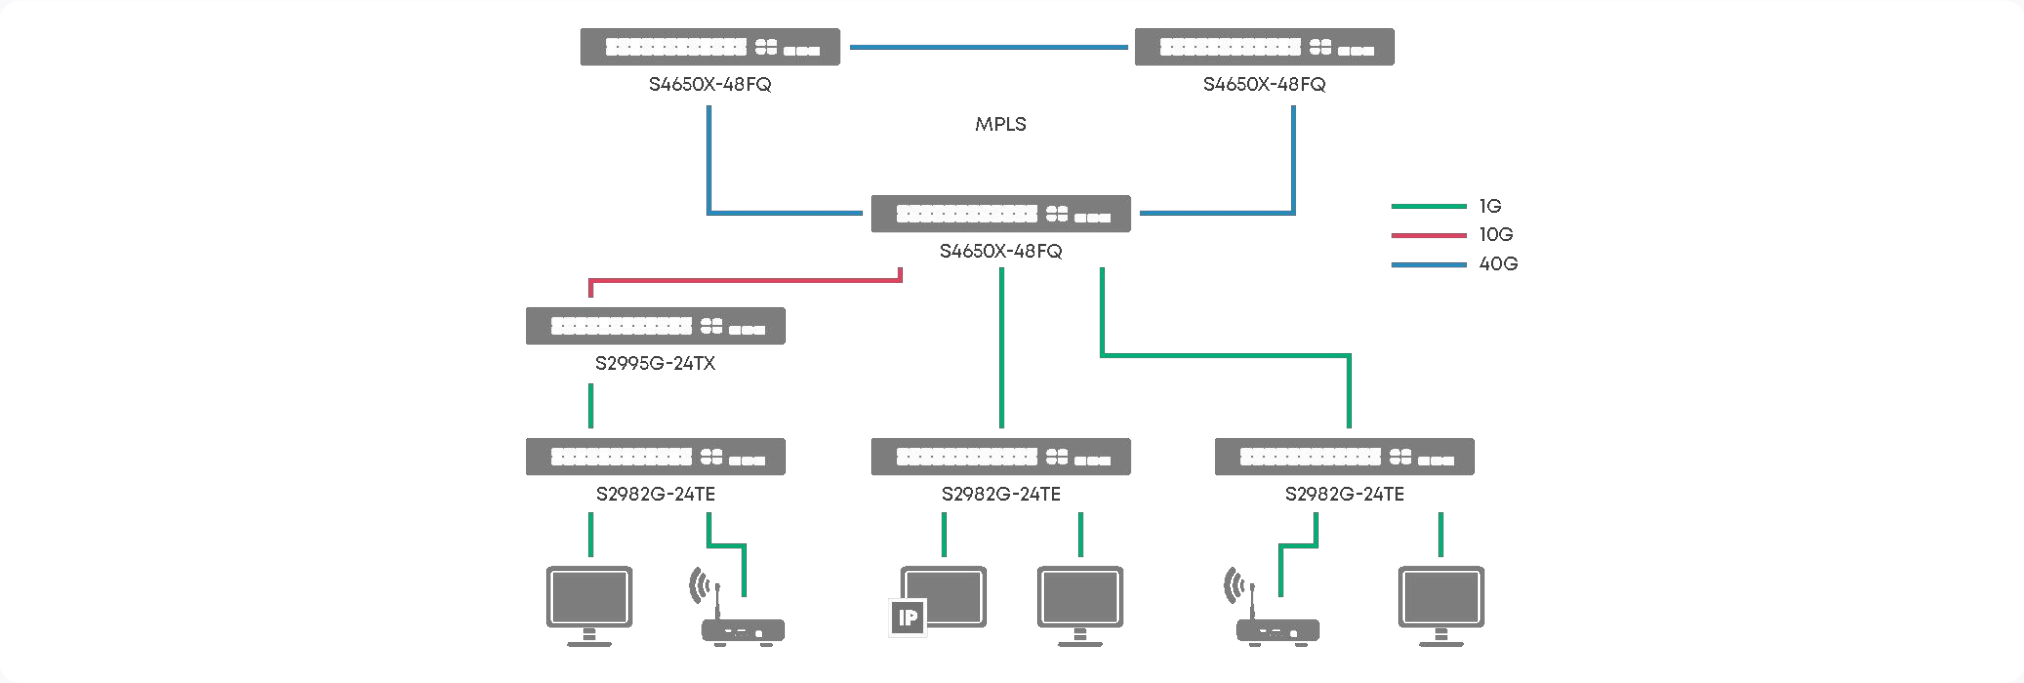 S4650X-48FQ
S4650X-48FQ
MPLS
S4650X-48FQ
1G
10G
40G
S2995G-24TX
S2982G-24TE
S2982G-24TE
S2982G-24TE
IP